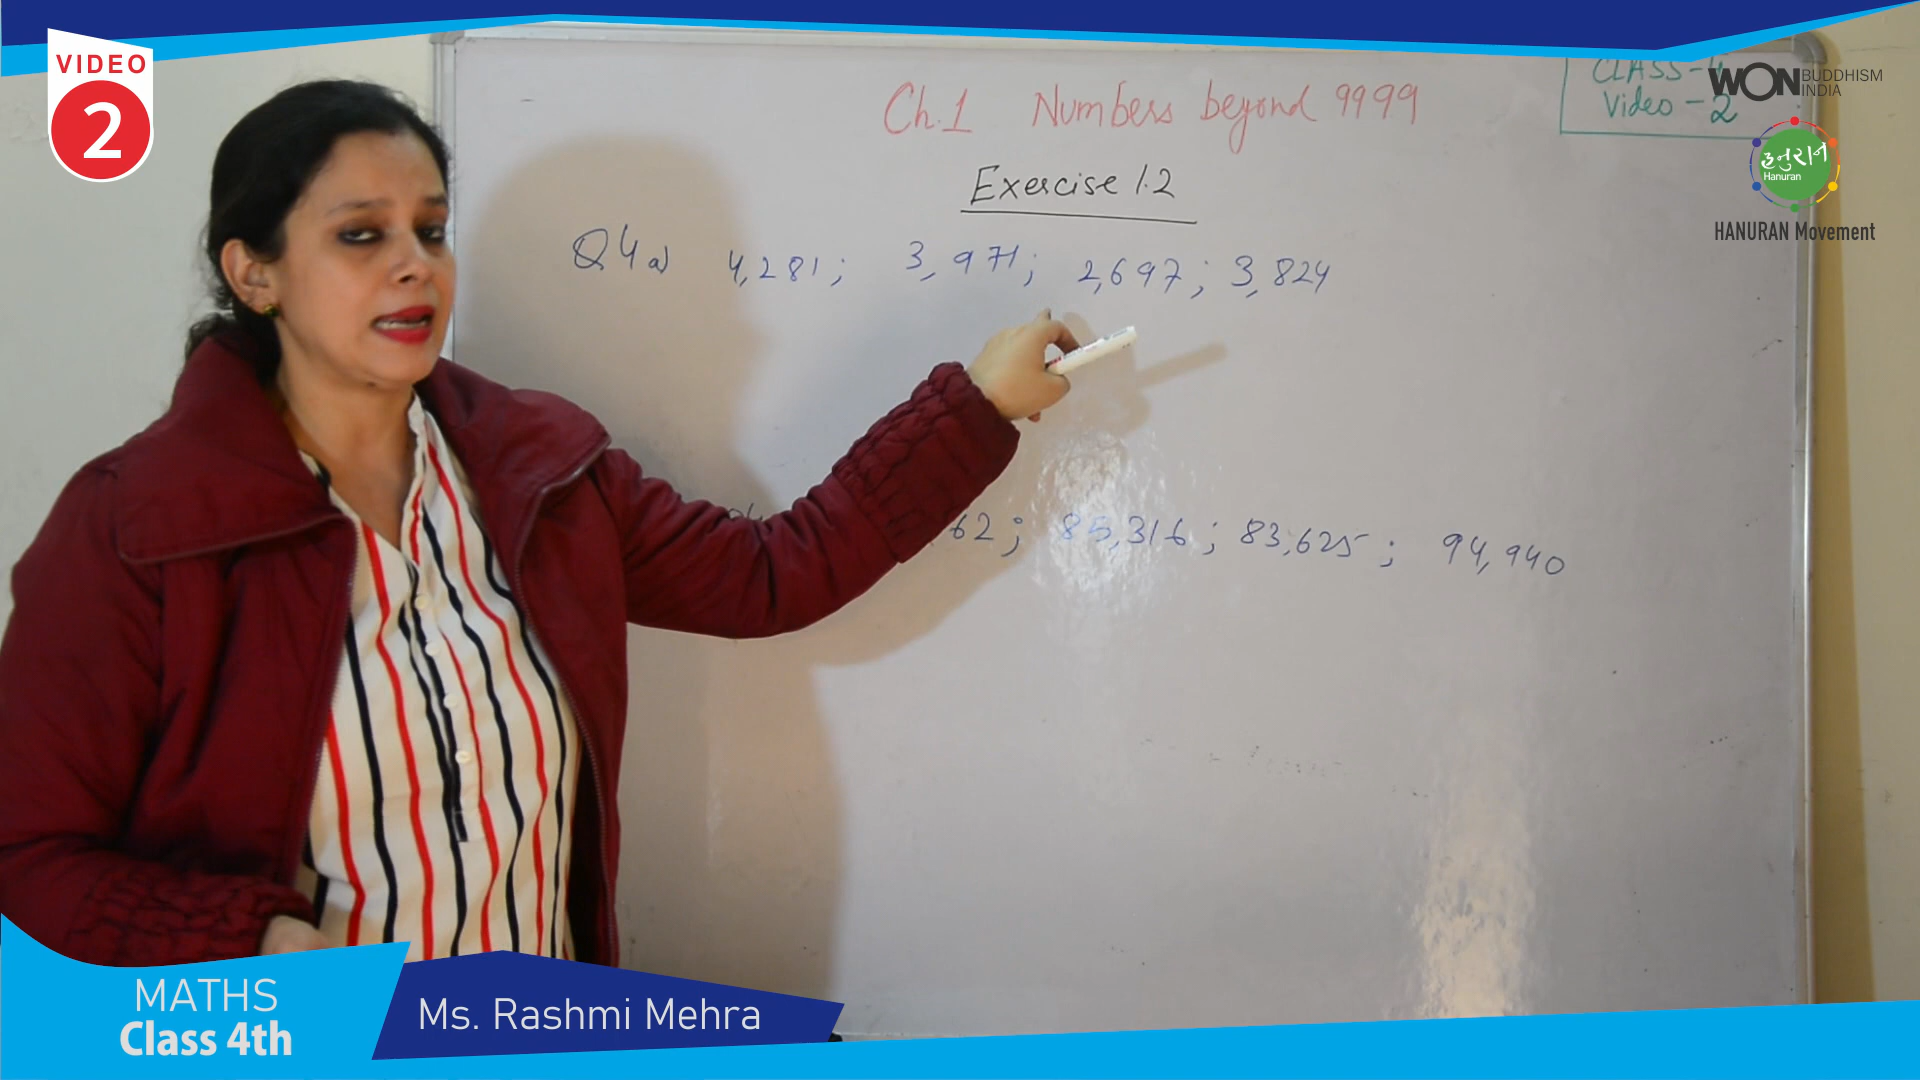 VIDEO
2
CLASS-4
Video-2
WON BUDDHISM INDIA
હનુરાન
Hanuran
HANURAN Movement
Ch.1 Numbers beyond 9999
Exercise 1.2
Q4a) 4,281; 3,971; 2,697; 3,824
62; 85,316; 83,625; 94,940
MATHS
Class 4th
Ms. Rashmi Mehra